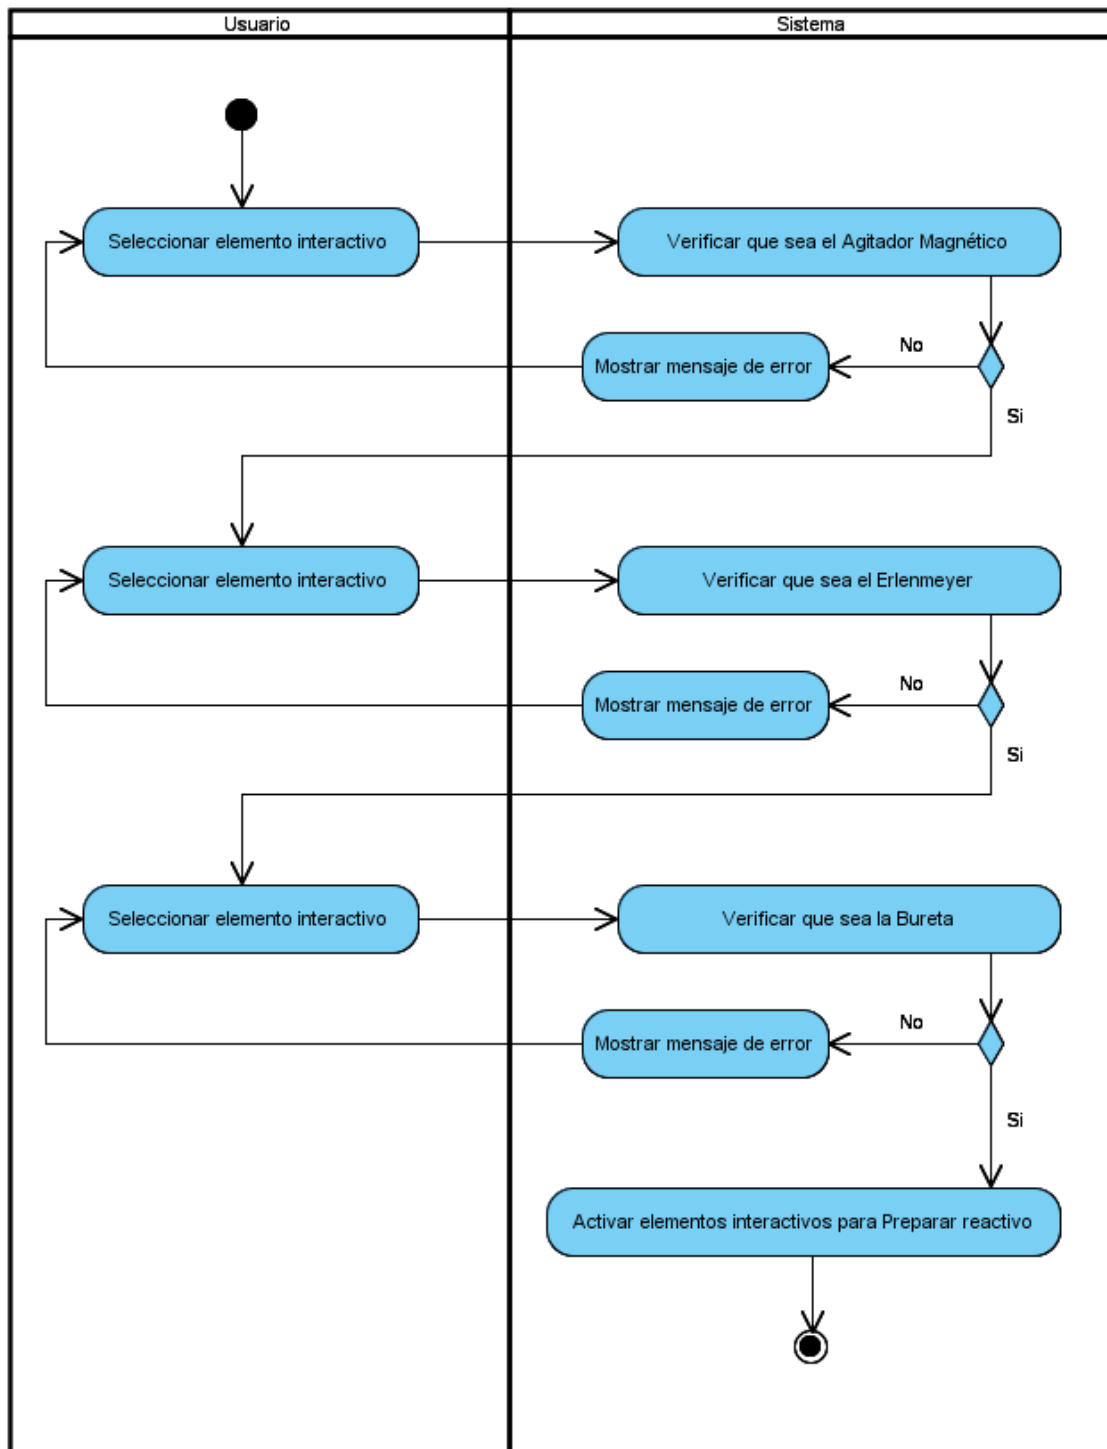 Usuario
Sistema
Seleccionar elemento interactivo
Verificar que sea el Agitador Magnético
Mostrar mensaje de error
No
Si
Seleccionar elemento interactivo
Verificar que sea el Erlenmeyer
Mostrar mensaje de error
No
Si
Seleccionar elemento interactivo
Verificar que sea la Bureta
Mostrar mensaje de error
No
Si
Activar elementos interactivos para Preparar reactivo